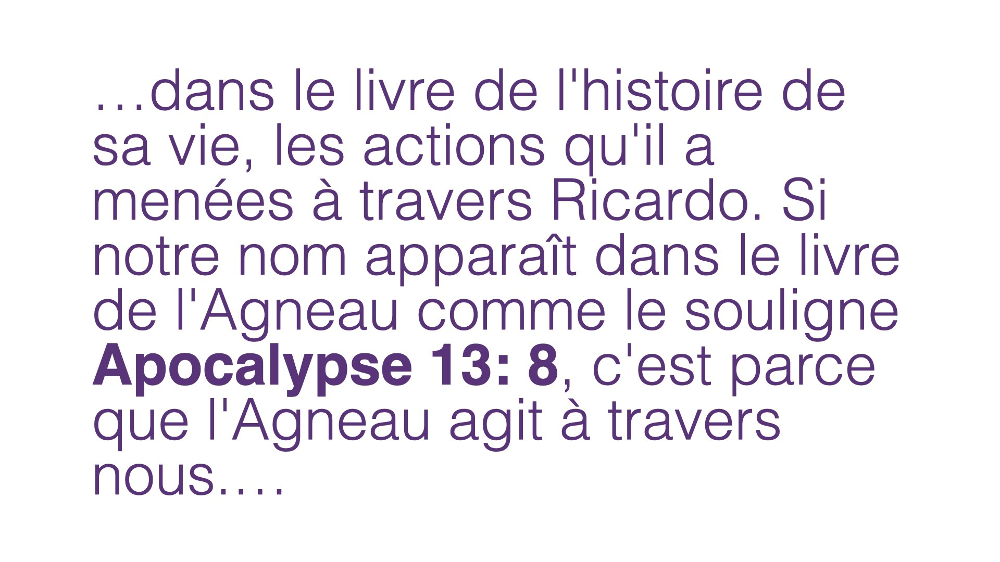 …dans le livre de l'histoire de
sa vie, les actions qu'il a
menées à travers Ricardo. Si
notre nom apparaît dans le livre
de l'Agneau comme le souligne
Apocalypse 13: 8, c'est parce
que l'Agneau agit à travers
nous….